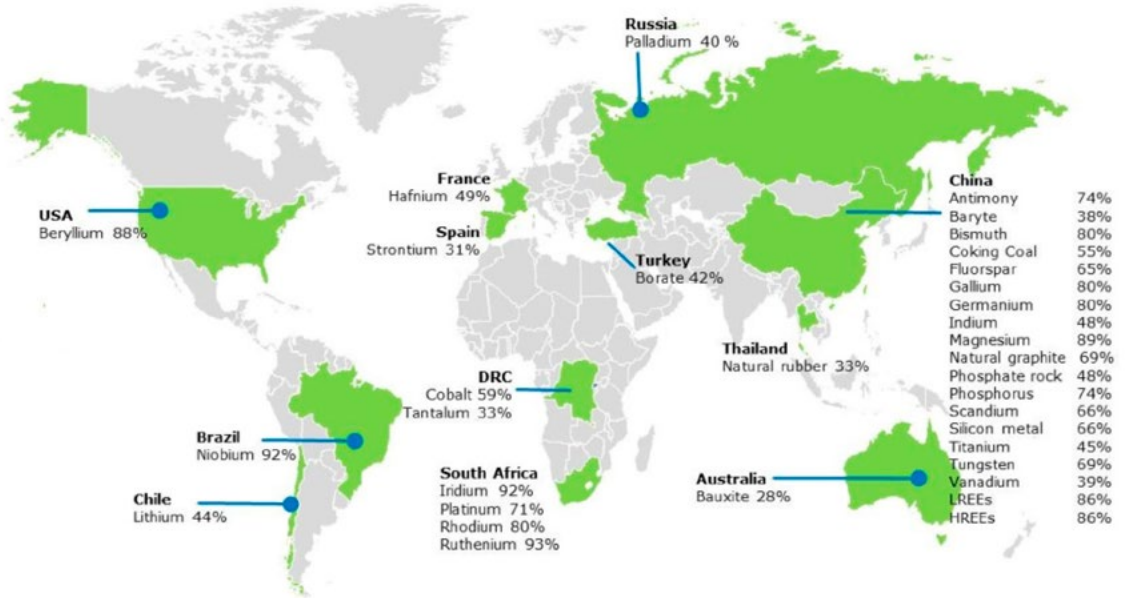 Russia
Palladium 40 %
France
Hafnium 49%
USA
Beryllium 88%
Spain
Strontium 31%
Turkey
Borate 42%
China
Antimony 74%
Baryte 38%
Bismuth 80%
Coking Coal 55%
Fluorspar 65%
Gallium 80%
Germanium 80%
Indium 48%
Magnesium 89%
Natural graphite 69%
Phosphate rock 48%
Phosphorus 74%
Scandium 66%
Silicon metal 66%
Titanium 45%
Tungsten 69%
Vanadium 39%
LREEs 86%
HREEs 86%
Thailand
Natural rubber 33%
DRC
Cobalt 59%
Tantalum 33%
Brazil
Niobium 92%
Chile
Lithium 44%
South Africa
Iridium 92%
Platinum 71%
Rhodium 80%
Ruthenium 93%
Australia
Bauxite 28%